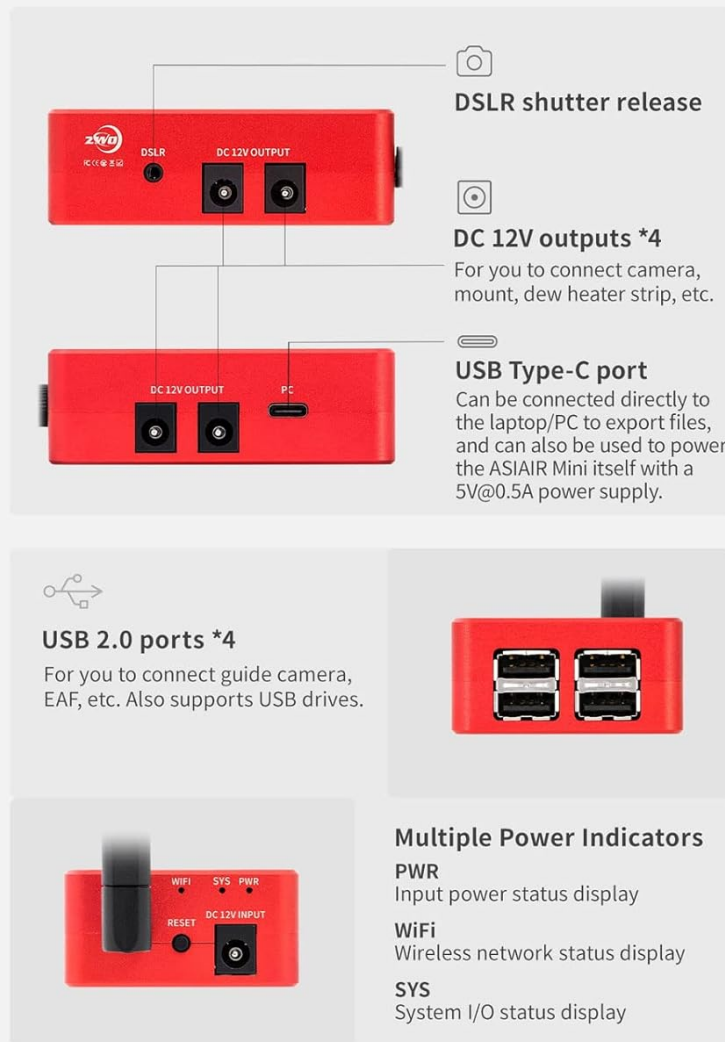 ZWO
DSLR
DC 12V OUTPUT
DSLR shutter release
DC 12V outputs *4
For you to connect camera,
mount, dew heater strip, etc.
DC 12V OUTPUT
PC
USB Type-C port
Can be connected directly to
the laptop/PC to export files,
and can also be used to power
the ASIAIR Mini itself with a
5V@0.5A power supply.
USB 2.0 ports *4
For you to connect guide camera,
EAF, etc. Also supports USB drives.
WIFI SYS PWR
RESET
DC 12V INPUT
Multiple Power Indicators
PWR
Input power status display
WiFi
Wireless network status display
SYS
System I/O status display